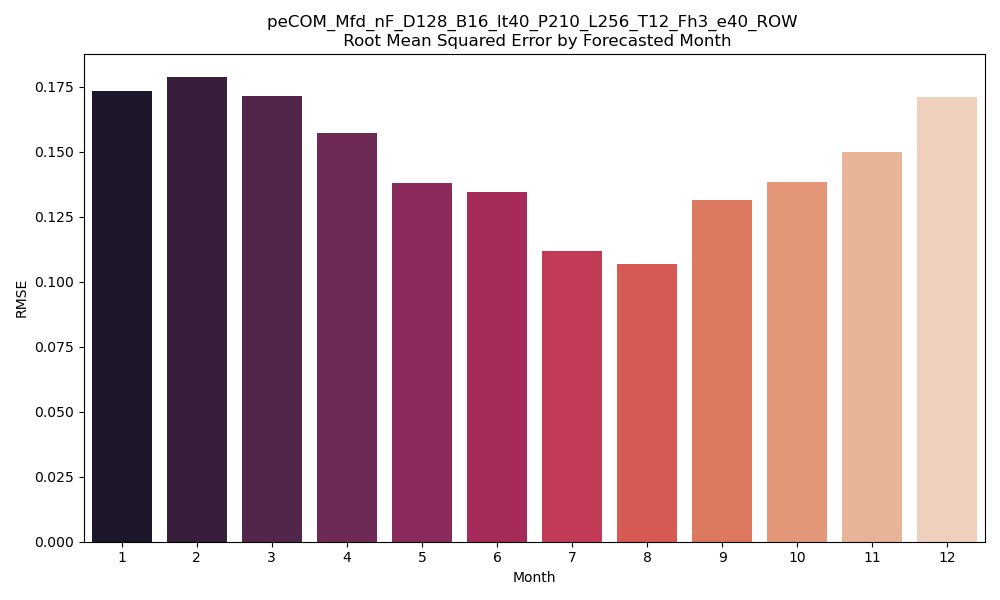 peCOM_Mfd_nF_D128_B16_lt40_P210_L256_T12_Fh3_e40_ROW
Root Mean Squared Error by Forecasted Month
0.175
0.150
0.125
0.100
0.075
0.050
0.025
0.000
RMSE
1 2 3 4 5 6 7 8 9 10 11 12
Month